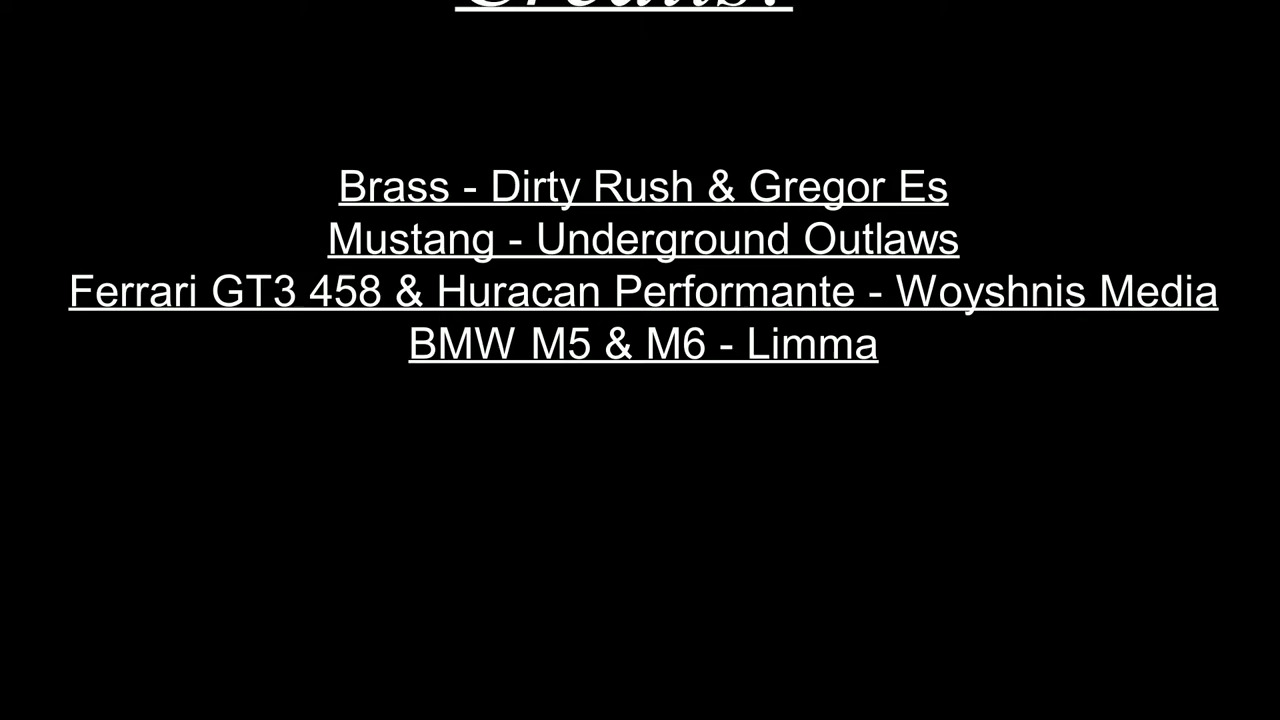 Credits:
Brass - Dirty Rush & Gregor Es
Mustang - Underground Outlaws
Ferrari GT3 458 & Huracan Performante - Woyshnis Media
BMW M5 & M6 - Limma